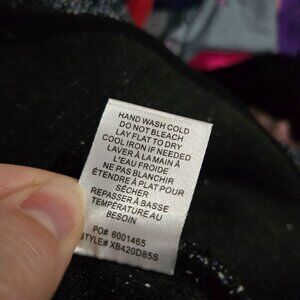 HAND WASH COLD
DO NOT BLEACH
LAY FLAT TO DRY
COOL IRON IF NEEDED
LAVER À LA MAIN À
L'EAU FROIDE
NE PAS BLANCHIR
ÉTENDRE À PLAT POUR
SÉCHER
REPASSER À BASSE
TEMPÉRATURE AU
BESOIN
PO# 6001465
STYLE# XB420D85S